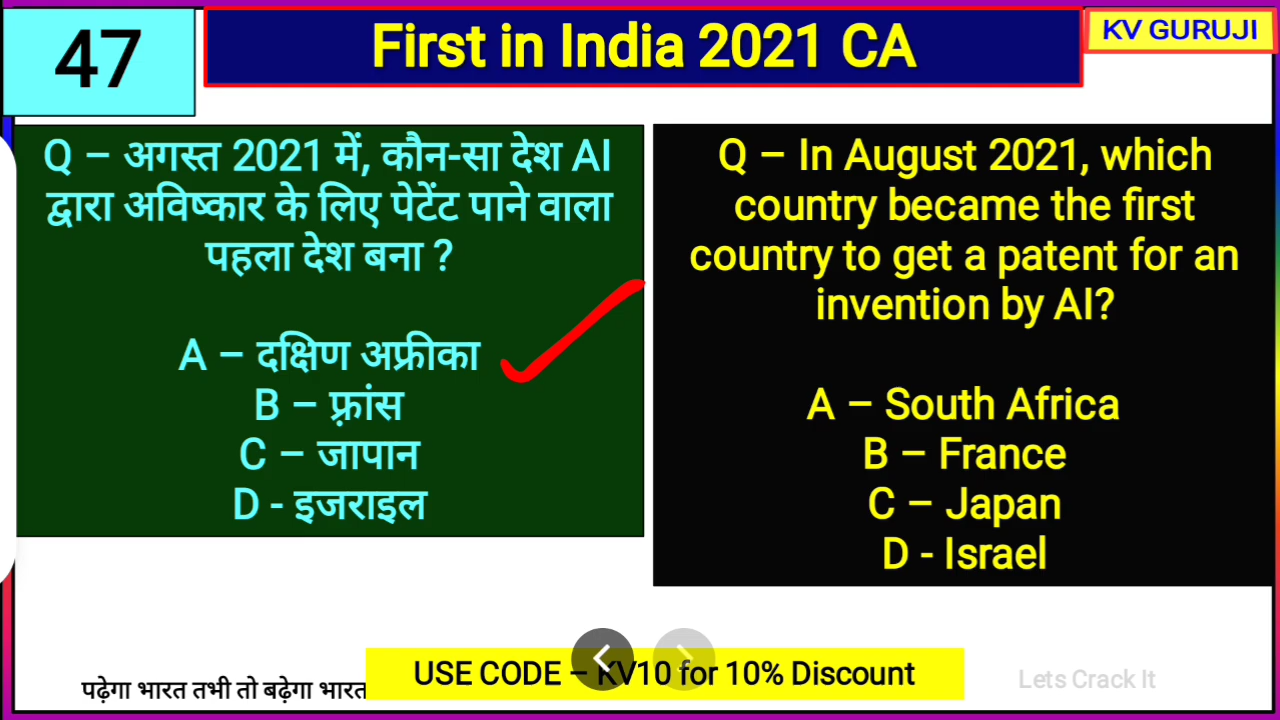 47
First in India 2021 CA
KV GURUJI
Q – अगस्त 2021 में, कौन-सा देश AI
द्वारा अविष्कार के लिए पेटेंट पाने वाला
पहला देश बना ?
A – दक्षिण अफ्रीका
B – फ़्रांस
C – जापान
D - इजराइल
Q – In August 2021, which
country became the first
country to get a patent for an
invention by AI?
A – South Africa
B – France
C – Japan
D - Israel
पढ़ेगा भारत तभी तो बढ़ेगा भारत
USE CODE – KV10 for 10% Discount
Lets Crack It